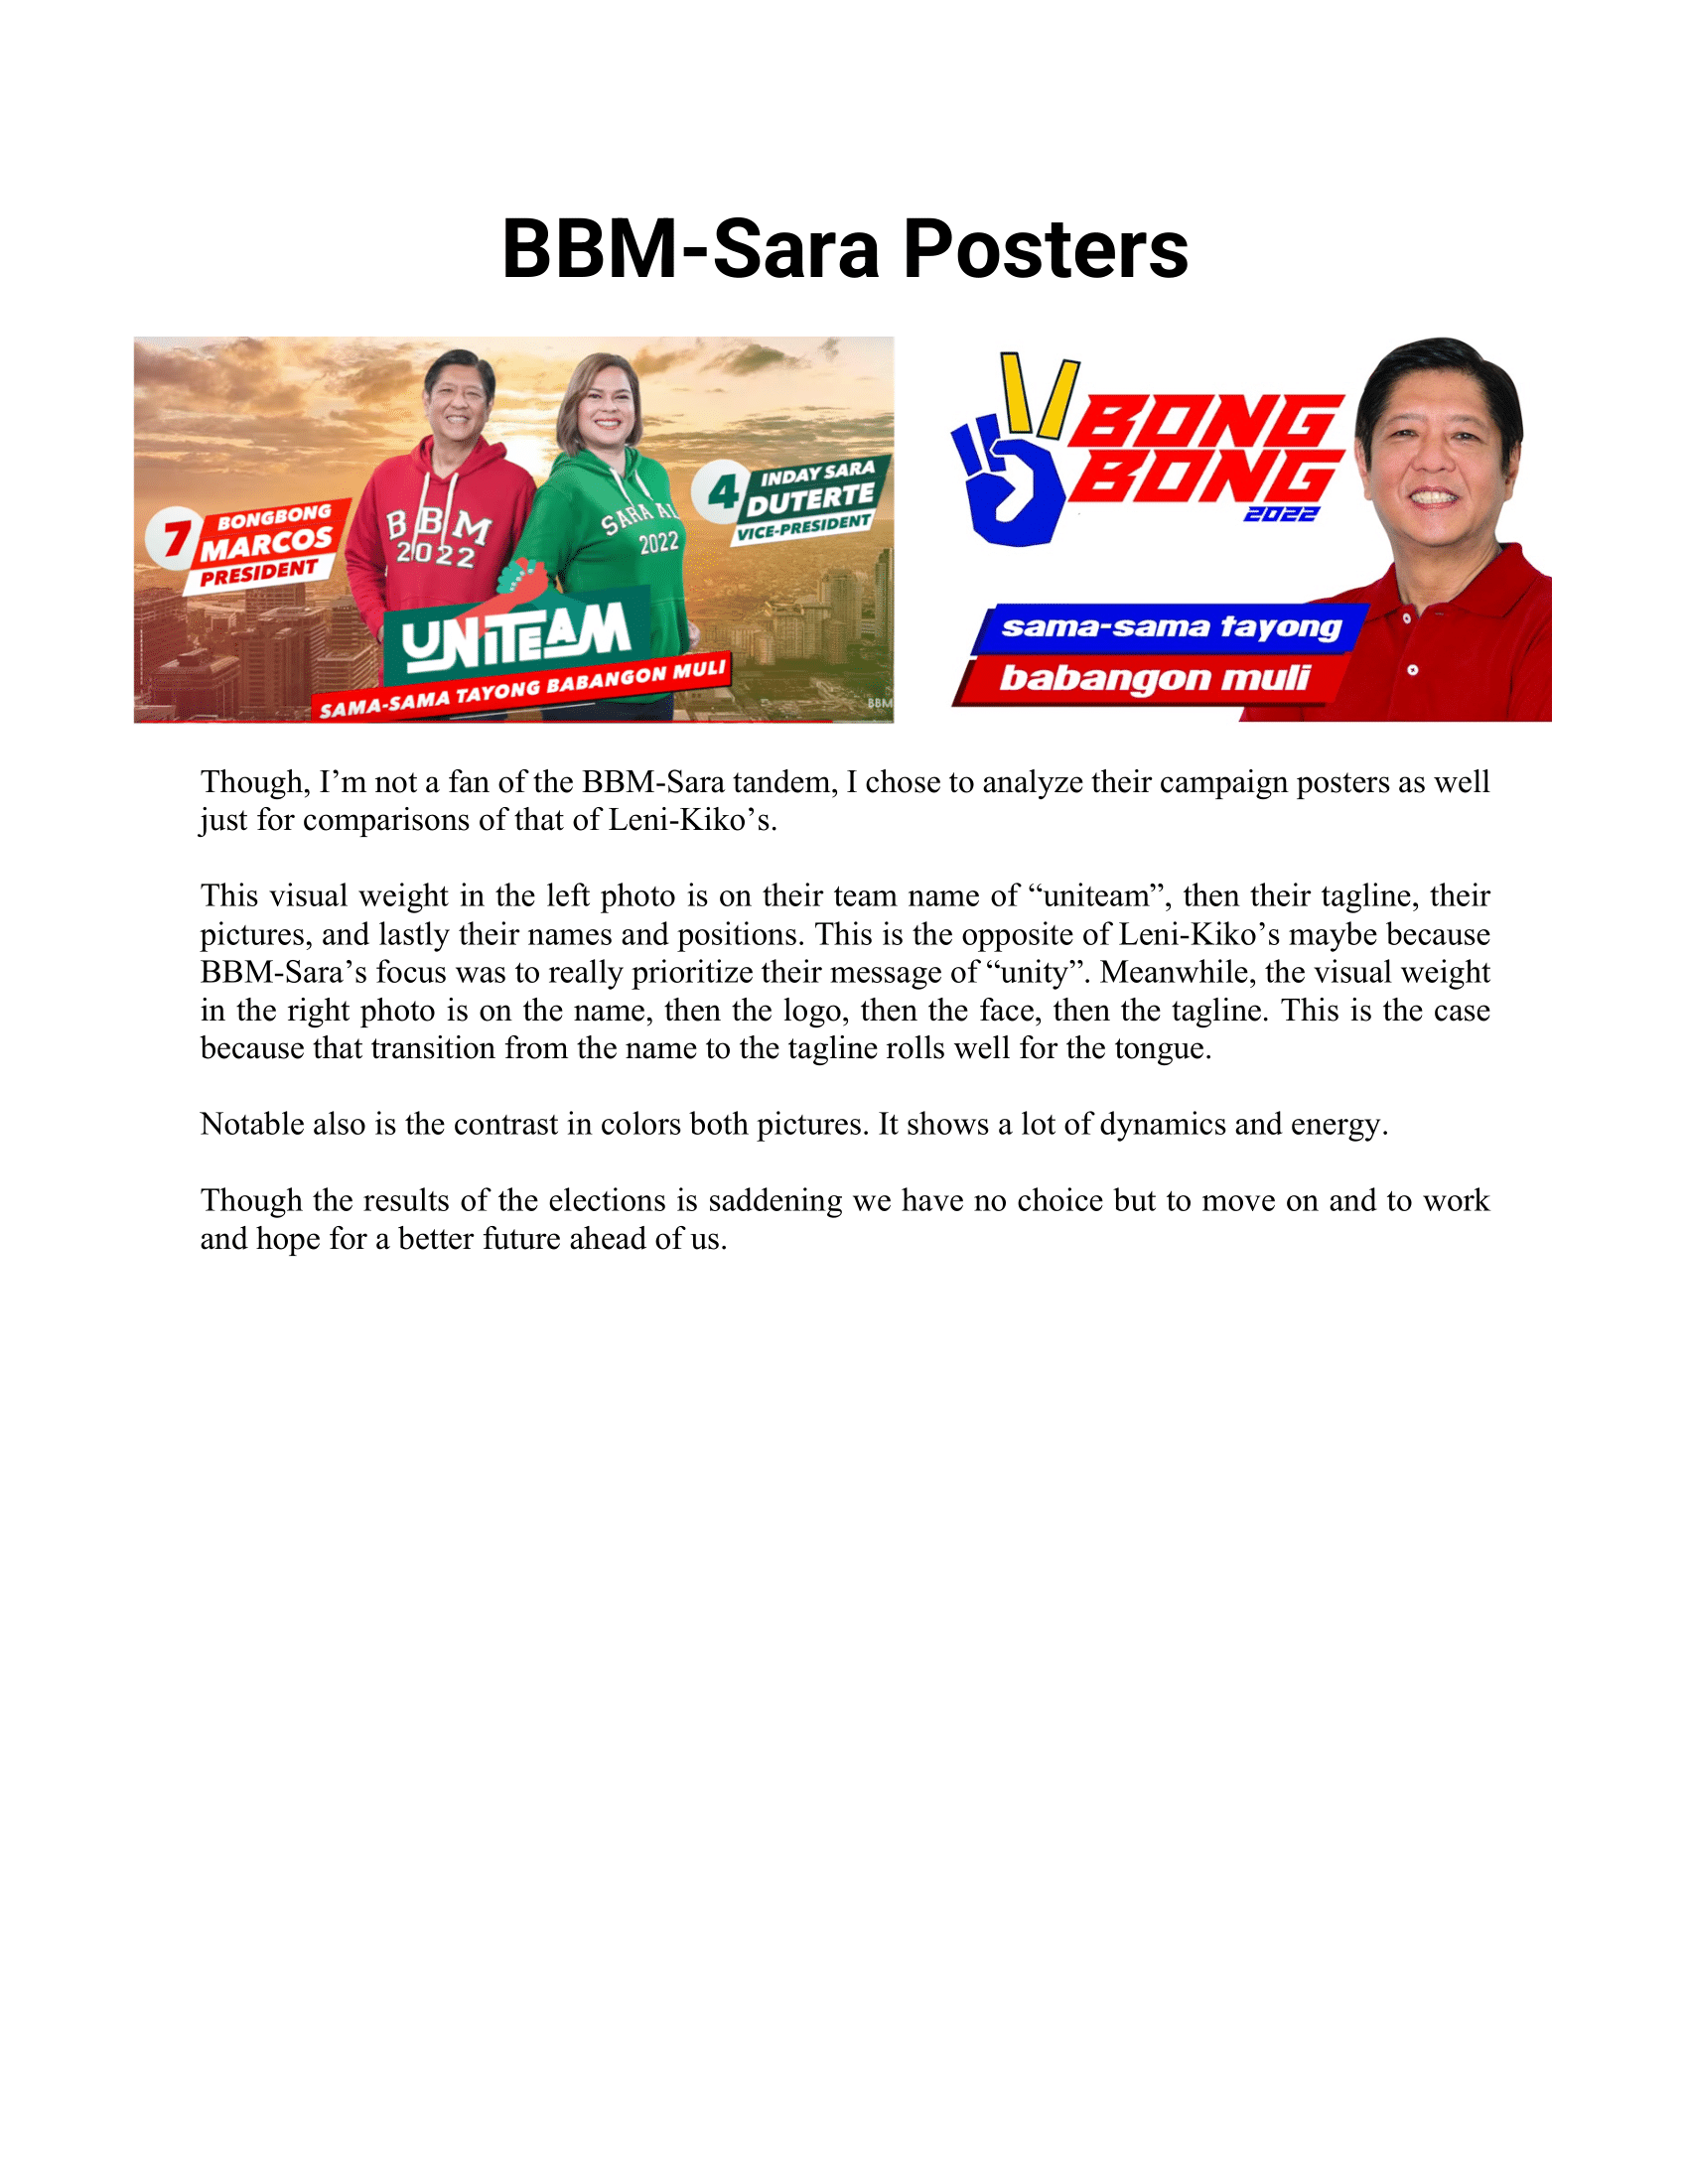 BBM-Sara Posters
7
BONGBONG
MARCOS
PRESIDENT
BBM
2022
SARA AL
2022
4
INDAY SARA
DUTERTE
VICE-PRESIDENT
UNITEAM
SAMA-SAMA TAYONG BABANGON MULI
BBM
BONG
BONG
2022
sama-sama tayong
babangon muli
Though, I’m not a fan of the BBM-Sara tandem, I chose to analyze their campaign posters as well
just for comparisons of that of Leni-Kiko’s.
This visual weight in the left photo is on their team name of “uniteam”, then their tagline, their
pictures, and lastly their names and positions. This is the opposite of Leni-Kiko’s maybe because
BBM-Sara’s focus was to really prioritize their message of “unity”. Meanwhile, the visual weight
in the right photo is on the name, then the logo, then the face, then the tagline. This is the case
because that transition from the name to the tagline rolls well for the tongue.
Notable also is the contrast in colors both pictures. It shows a lot of dynamics and energy.
Though the results of the elections is saddening we have no choice but to move on and to work
and hope for a better future ahead of us.